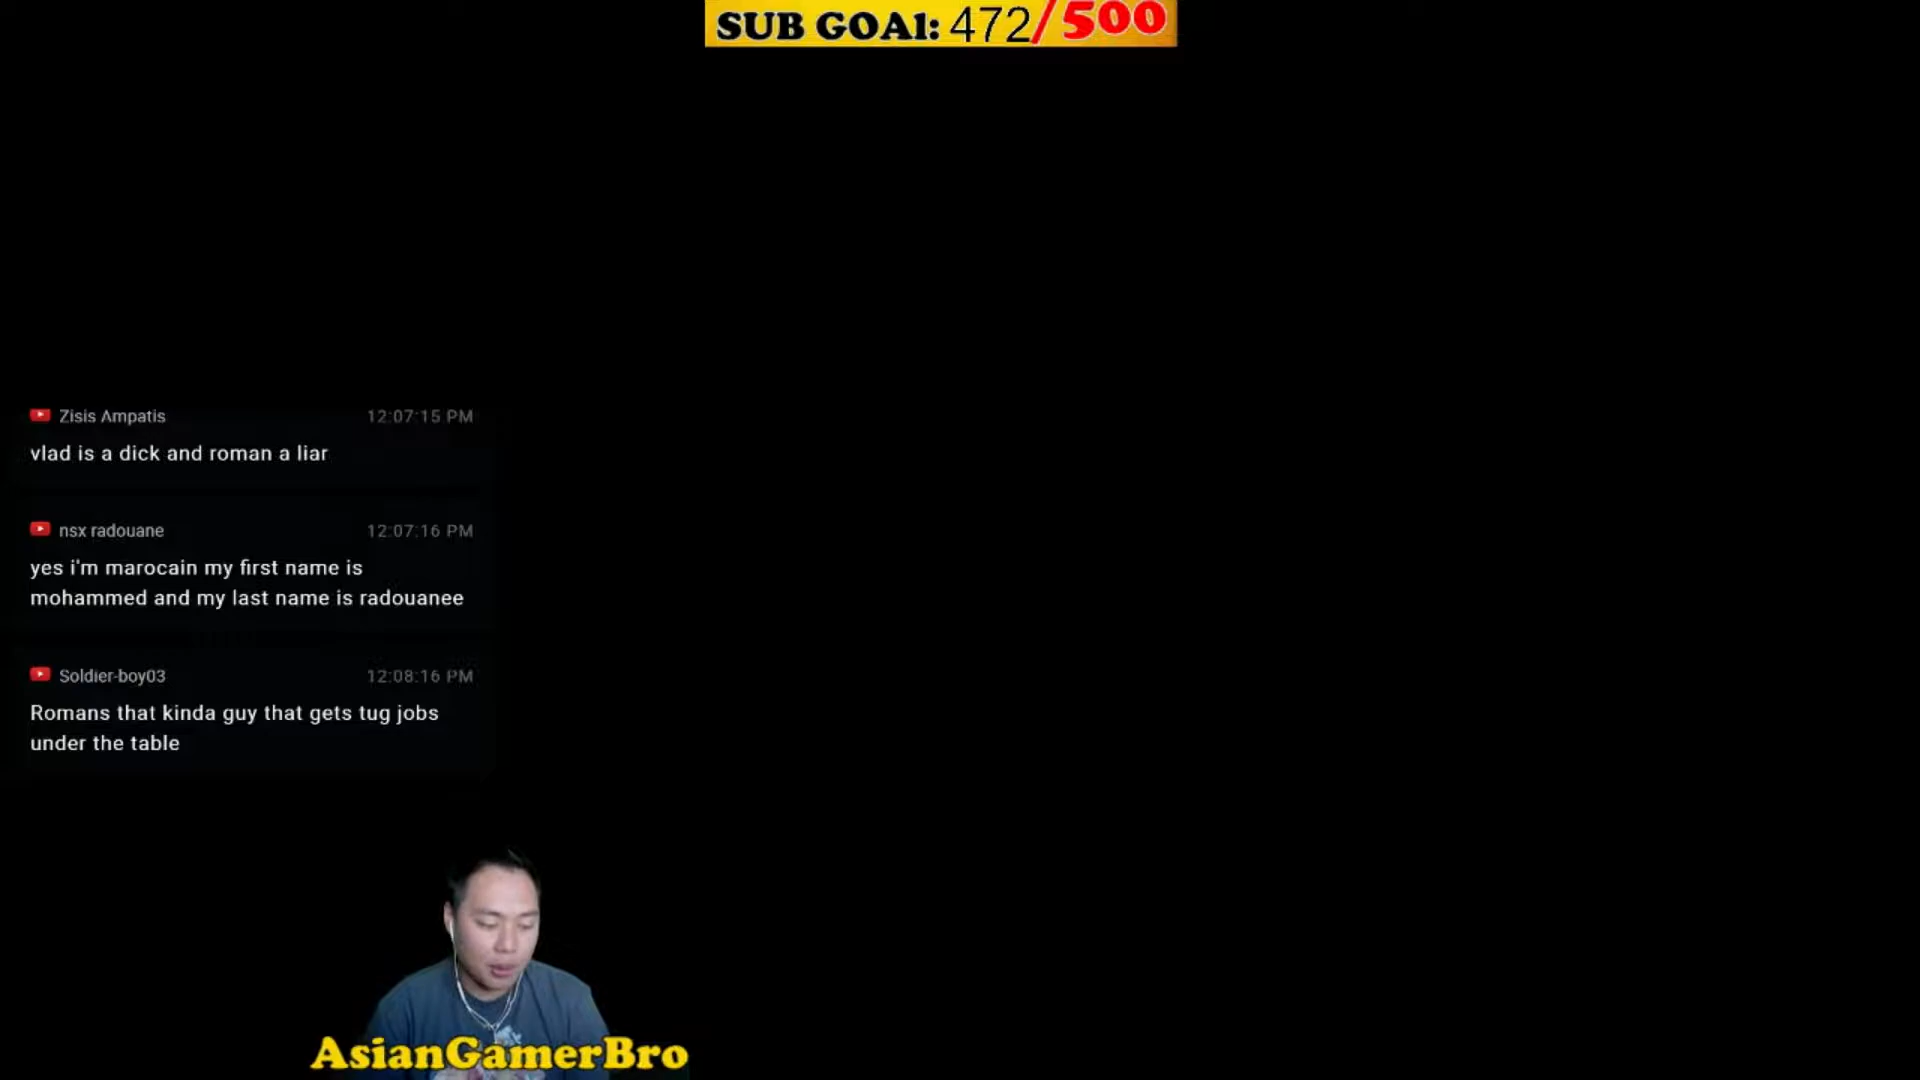 SUB GOAl: 472/500
Zisis Ampatis 12:07:15 PM
vlad is a dick and roman a liar
nsx radouane 12:07:16 PM
yes i'm marocain my first name is
mohammed and my last name is radouanee
Soldier-boy03 12:08:16 PM
Romans that kinda guy that gets tug jobs
under the table
AsianGamerBro